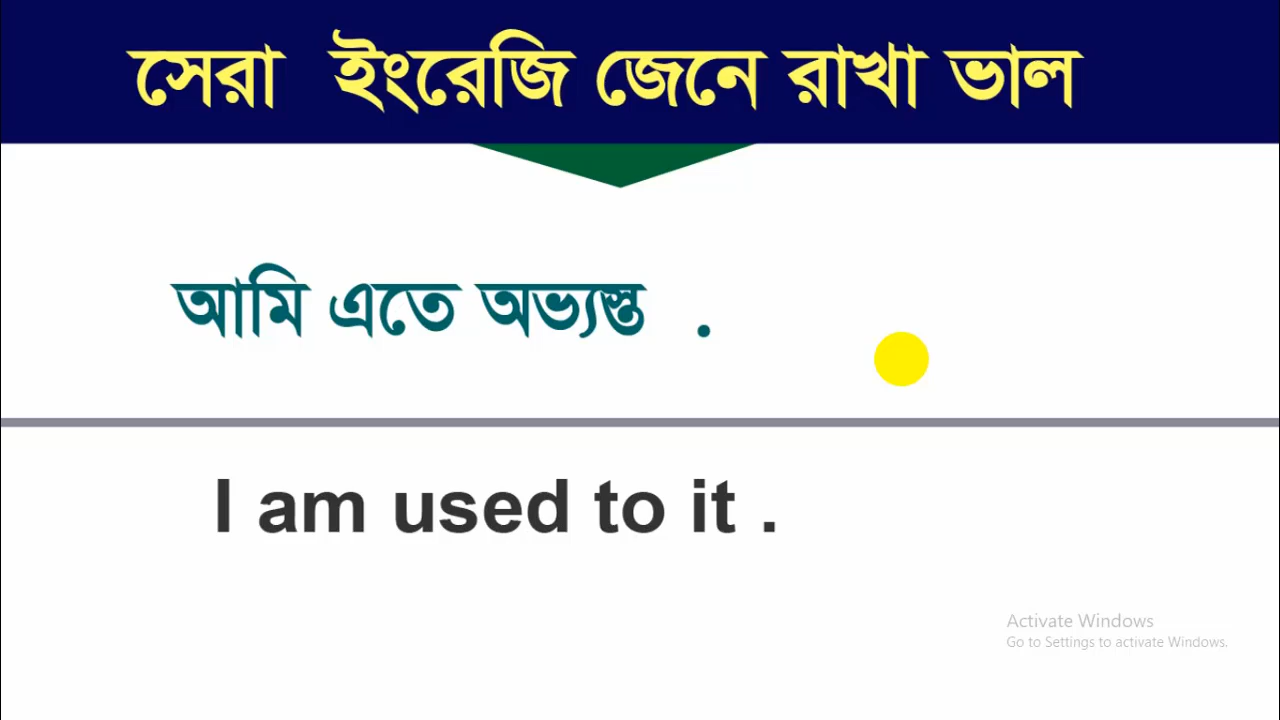 সেরা ইংরেজি জেনে রাখা ভাল
আমি এতে অভ্যস্ত .
I am used to it .
Activate Windows
Go to Settings to activate Windows.